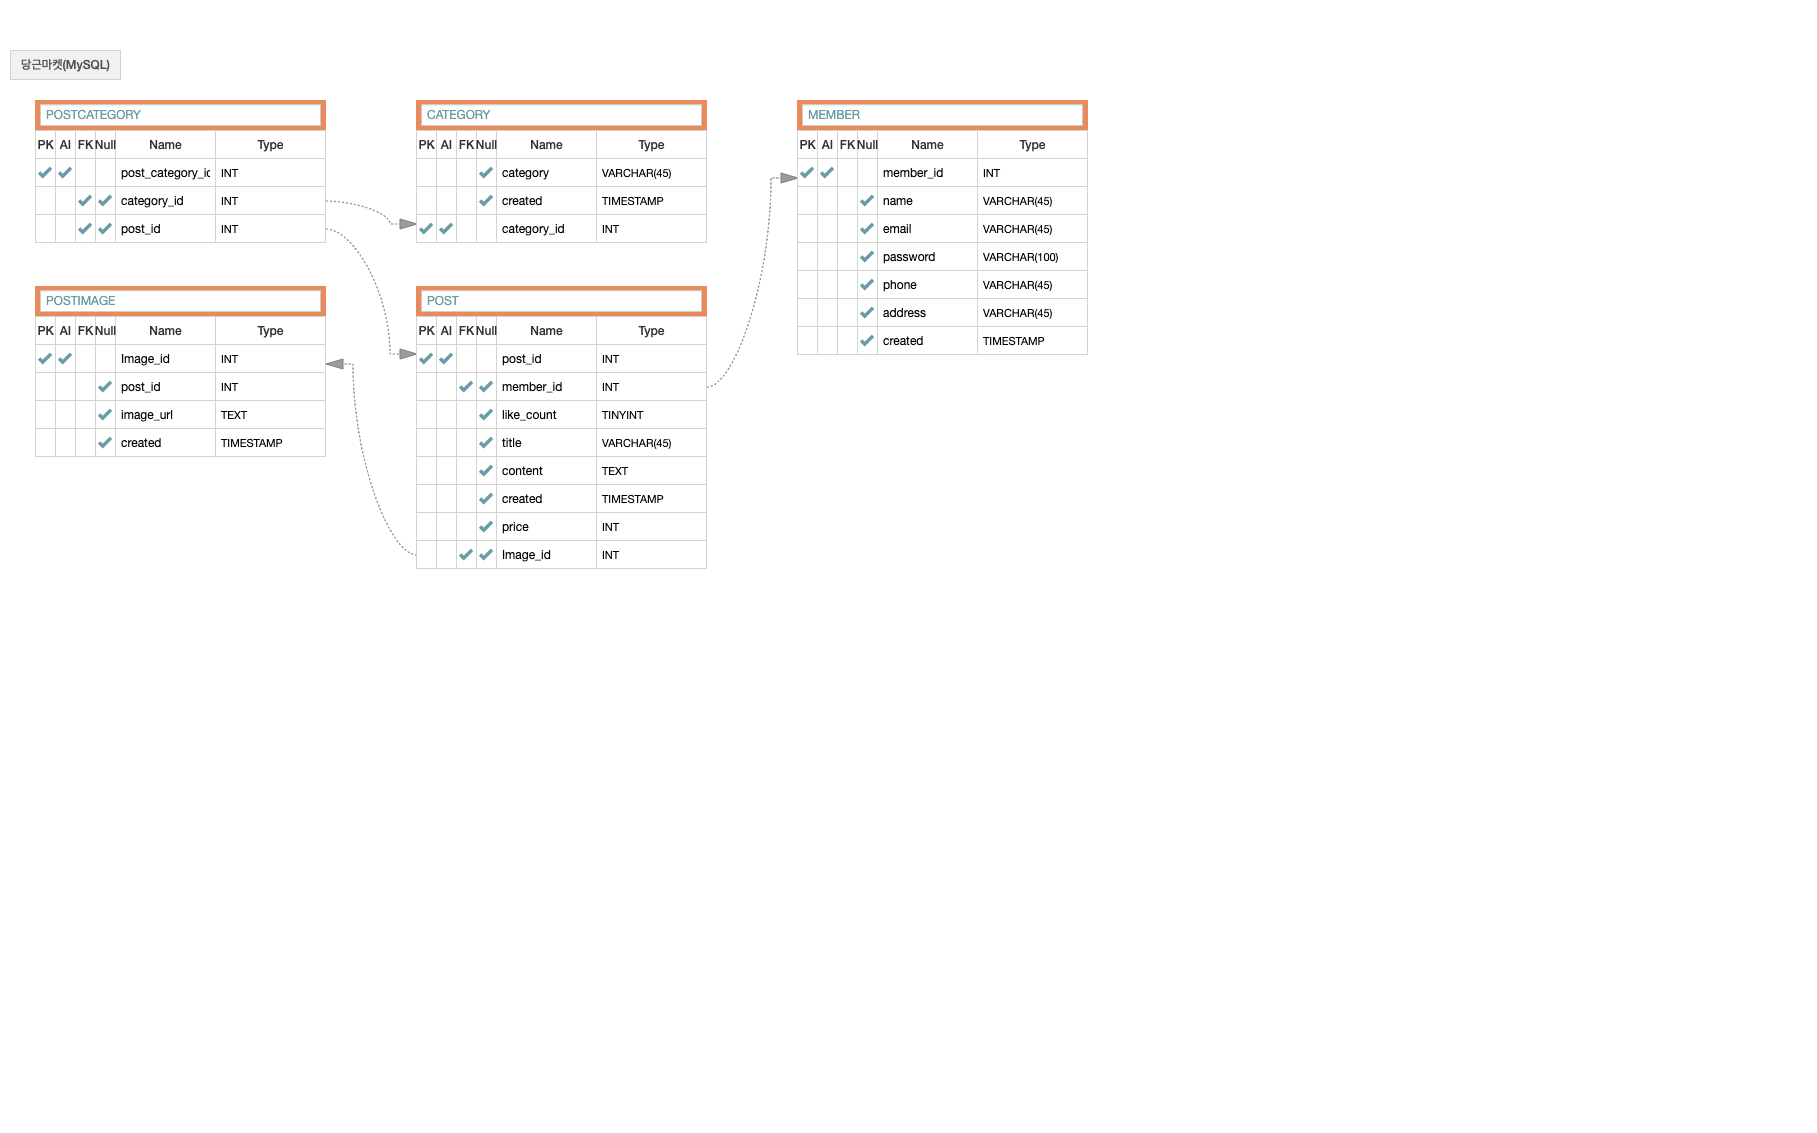 당근마켓(MySQL)
POSTCATEGORY
PK AI FK Null Name Type
post_category_ic INT
category_id INT
post_id INT
CATEGORY
PK AI FK Null Name Type
category VARCHAR(45)
created TIMESTAMP
category_id INT
MEMBER
PK AI FK Null Name Type
member_id INT
name VARCHAR(45)
email VARCHAR(45)
password VARCHAR(100)
phone VARCHAR(45)
address VARCHAR(45)
created TIMESTAMP
POSTIMAGE
PK AI FK Null Name Type
Image_id INT
post_id INT
image_url TEXT
created TIMESTAMP
POST
PK AI FK Null Name Type
post_id INT
member_id INT
like_count TINYINT
title VARCHAR(45)
content TEXT
created TIMESTAMP
price INT
Image_id INT